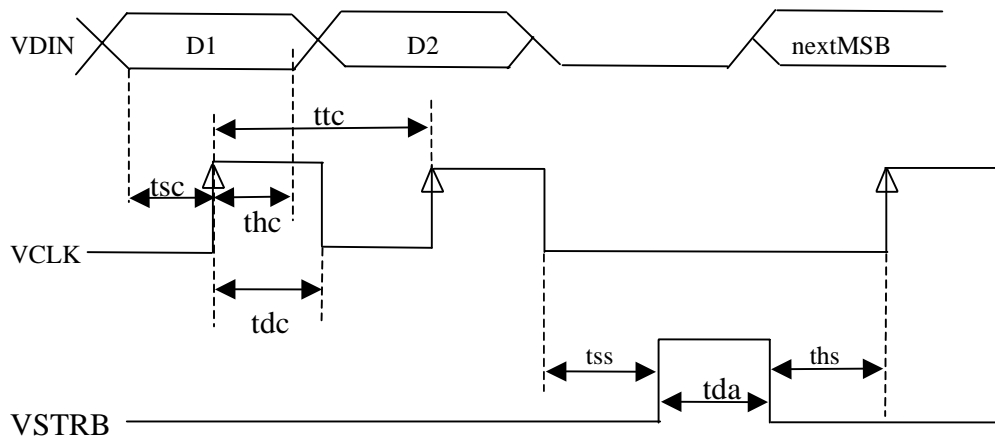 VDIN D1 D2 nextMSB
ttc
tsc
thc
VCLK
tdc
tss ths
tda
VSTRB